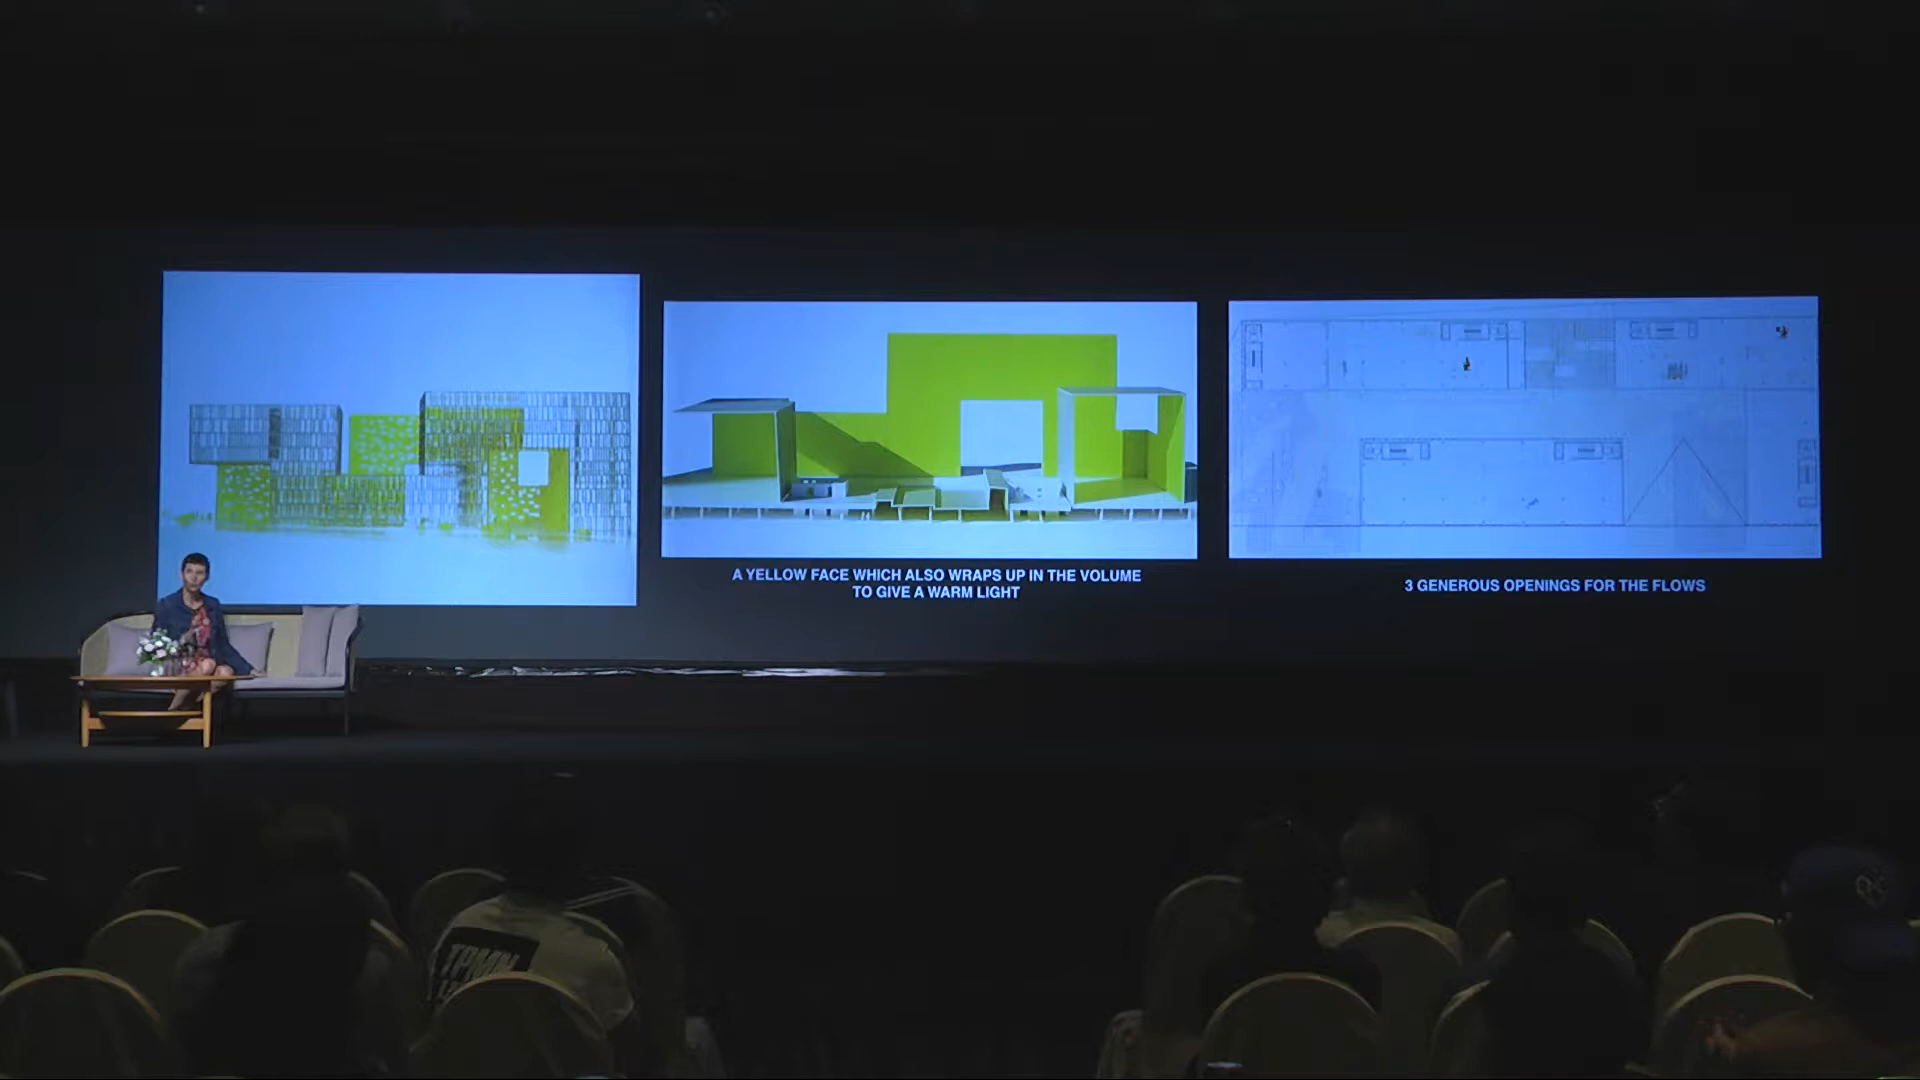 A YELLOW FACE WHICH ALSO WRAPS UP IN THE VOLUME
TO GIVE A WARM LIGHT
3 GENEROUS OPENINGS FOR THE FLOWS
TPMN